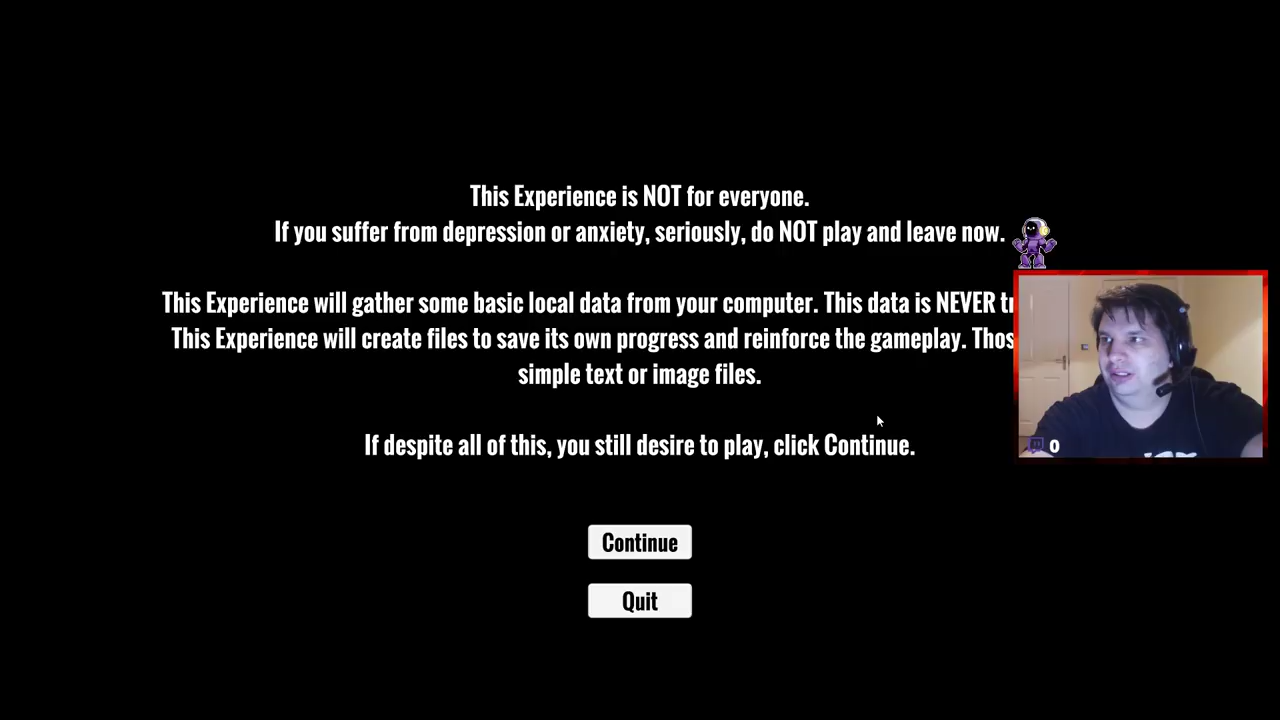 This Experience is NOT for everyone.
If you suffer from depression or anxiety, seriously, do NOT play and leave now.
This Experience will gather some basic local data from your computer. This data is NEVER
This Experience will create files to save its own progress and reinforce the gameplay.
simple text or image files.
If despite all of this, you still desire to play, click Continue.
0
Continue
Quit